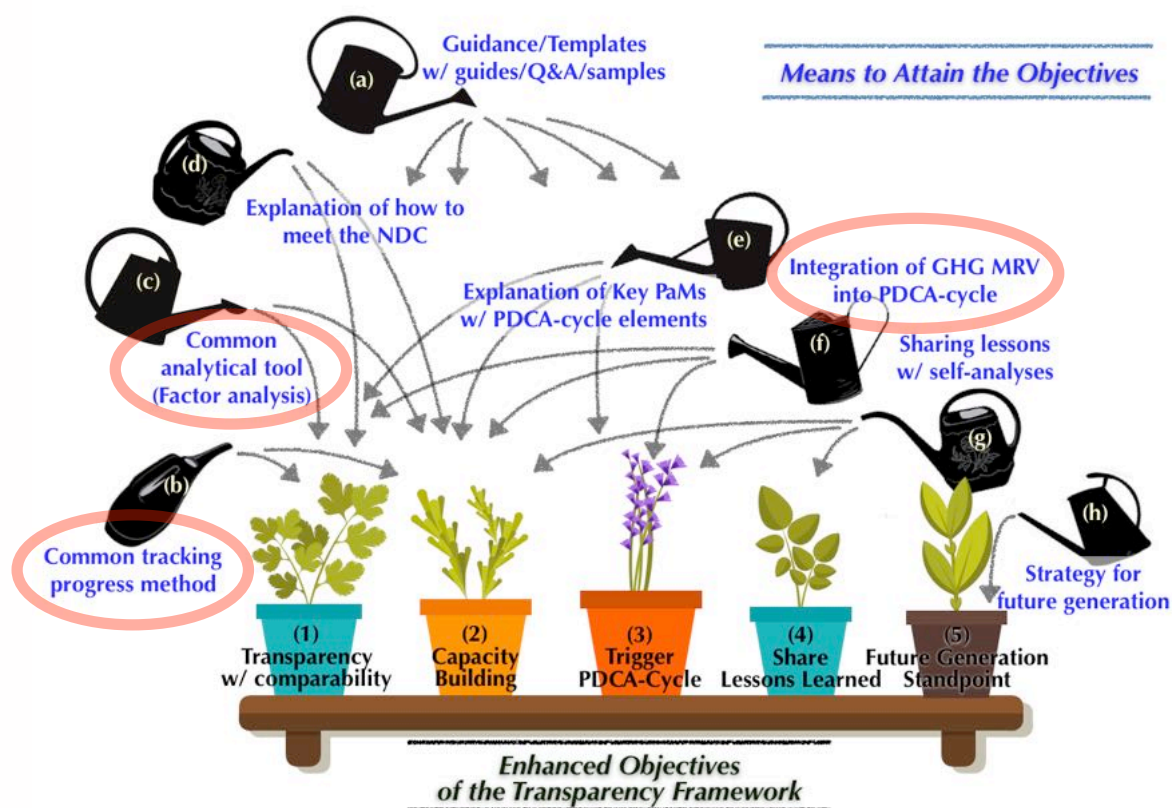 (a)
Guidance/Templates
w/ guides/Q&A/samples
Means to Attain the Objectives
(d)
Explanation of how to
meet the NDC
(e)
Integration of GHG MRV
into PDCA-cycle
(c)
Explanation of Key PaMs
w/ PDCA-cycle elements
Common
analytical tool
(Factor analysis)
(f)
Sharing lessons
w/ self-analyses
(g)
(b)
Common tracking
progress method
(h)
Strategy for
future generation
(1)
Transparency
w/ comparability
(2)
Capacity
Building
(3)
Trigger
PDCA-Cycle
(4)
Share
Lessons Learned
(5)
Future Generation
Standpoint
Enhanced Objectives
of the Transparency Framework